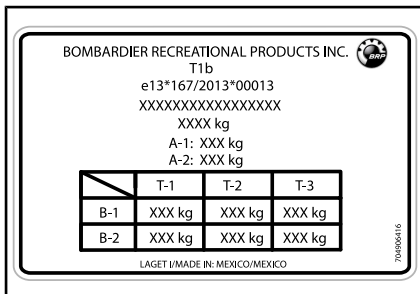 BOMBARDIER RECREATIONAL PRODUCTS INC.
BRP
T1b
e13*167/2013*00013
XXXXXXXXXXXXXXXXX
XXXX kg
A-1: XXX kg
A-2: XXX kg
T-1 T-2 T-3
B-1 XXX kg XXX kg XXX kg
B-2 XXX kg XXX kg XXX kg
LAGET I/MADE IN: MEXICO/MEXICO
704906416